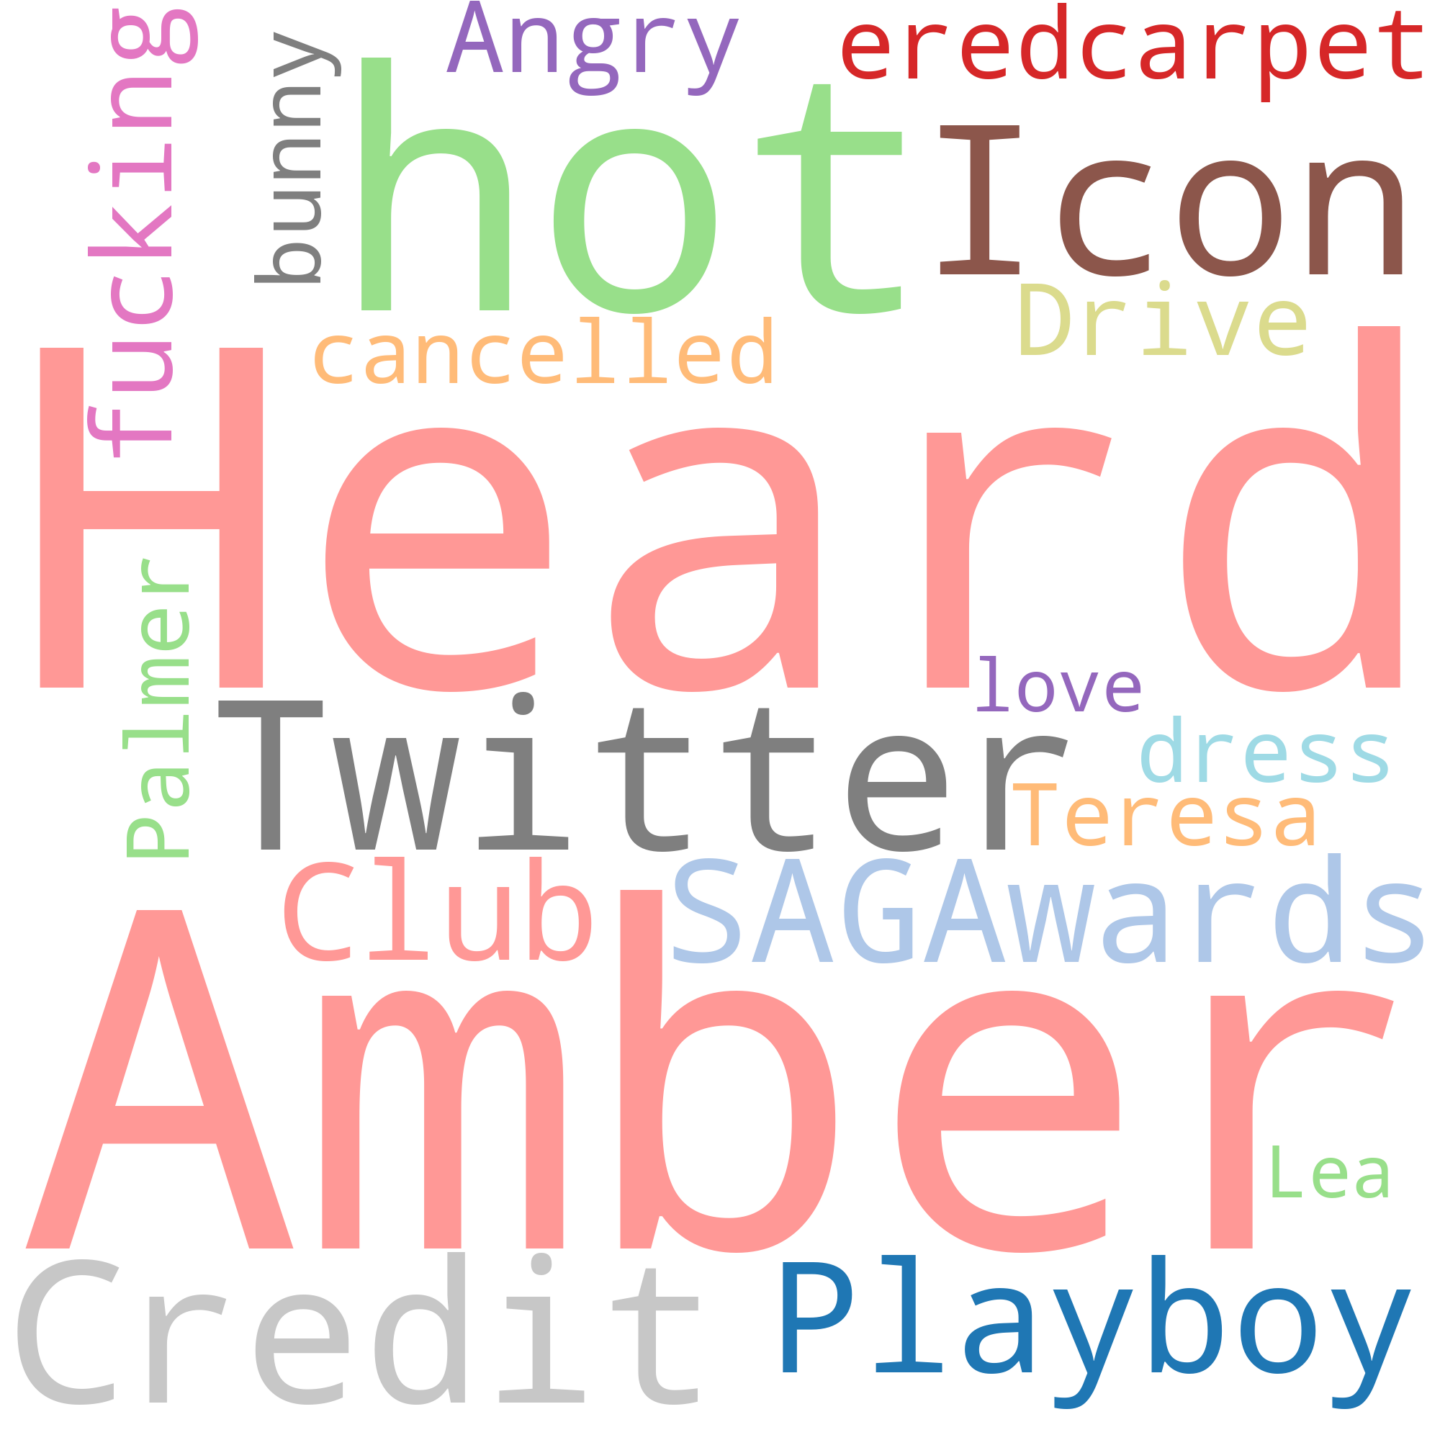 fucking
bunny
Angry
eredcarpet
hot
Icon
cancelled
Drive
Heard
Palmer
love
Twitter
dress
Teresa
Club
SAGAwards
Amber
Lea
Credit
Playboy